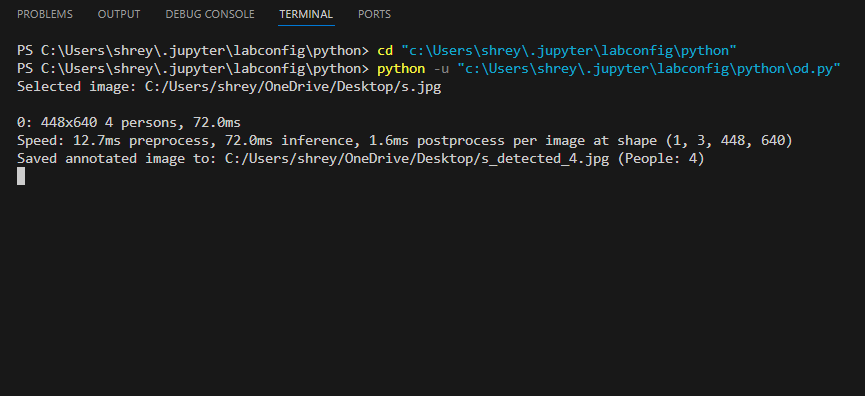 PROBLEMS OUTPUT DEBUG CONSOLE TERMINAL PORTS
PS C:\Users\shrey\.jupyter\labconfig\python> cd "c:\Users\shrey\.jupyter\labconfig\python"
PS C:\Users\shrey\.jupyter\labconfig\python> python -u "c:\Users\shrey\.jupyter\labconfig\python\od.py"
Selected image: C:/Users/shrey/OneDrive/Desktop/s.jpg
0: 448x640 4 persons, 72.0ms
Speed: 12.7ms preprocess, 72.0ms inference, 1.6ms postprocess per image at shape (1, 3, 448, 640)
Saved annotated image to: C:/Users/shrey/OneDrive/Desktop/s_detected_4.jpg (People: 4)